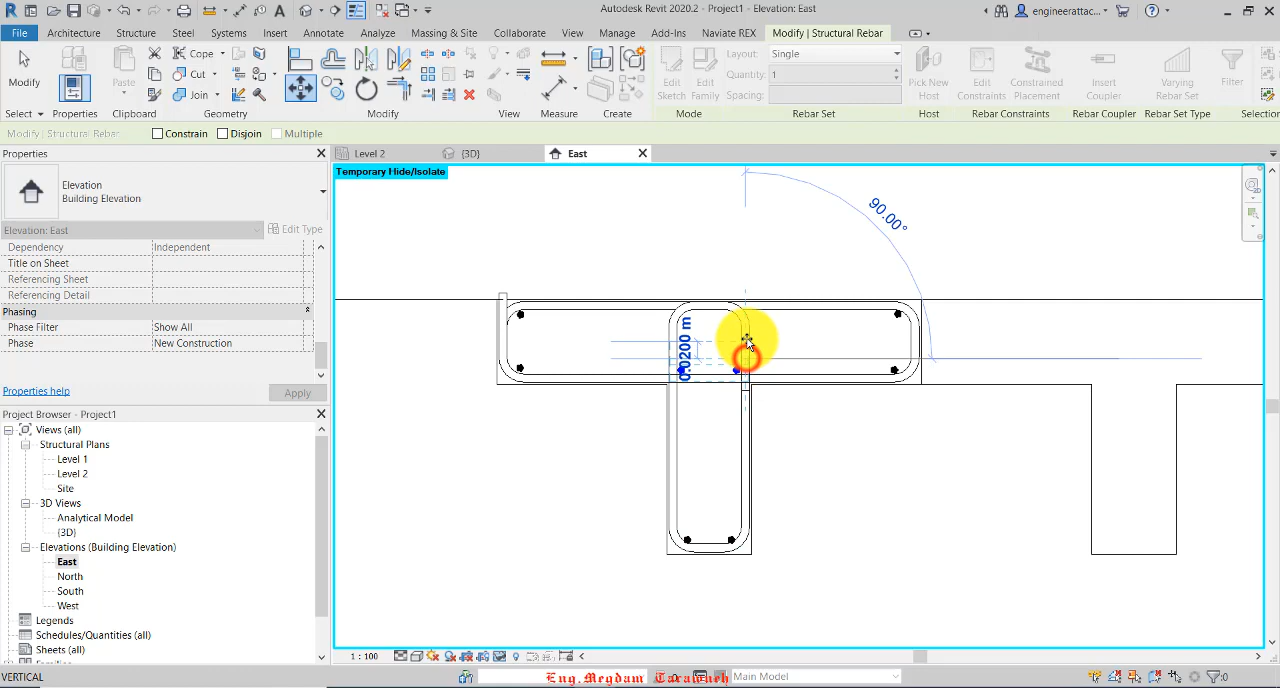 Autodesk Revit 2020.2 - Project1 - Elevation: East
engineerattac...
File Architecture Structure Steel Systems Insert Annotate Analyze Massing & Site Collaborate View Manage Add-Ins Naviate REX Modify | Structural Rebar
Modify Paste Cope Cut Join
Edit Sketch Edit Family
Layout: Single
Quantity: 1
Spacing:
Pick New Host Edit Constraints Constrained Placement Insert Coupler Varying Rebar Set Filter
Select Properties Clipboard Geometry Modify View Measure Create Mode Rebar Set Host Rebar Constraints Rebar Coupler Rebar Set Type Selection
Modify | Structural Rebar Constrain Disjoin Multiple
Properties
Level 2 {3D} East
Temporary Hide/Isolate
Elevation
Building Elevation
Elevation: East Edit Type
Dependency Independent
Title on Sheet
Referencing Sheet
Referencing Detail
Phasing
Phase Filter Show All
Phase New Construction
Properties help Apply
90.00°
0.0200 m
Project Browser - Project1
Views (all)
Structural Plans
Level 1
Level 2
Site
3D Views
Analytical Model
{3D}
Elevations (Building Elevation)
East
North
South
West
Legends
Schedules/Quantities (all)
Sheets (all)
1 : 100
VERTICAL
Eng.Meqdam Tarawneh
Main Model
:0